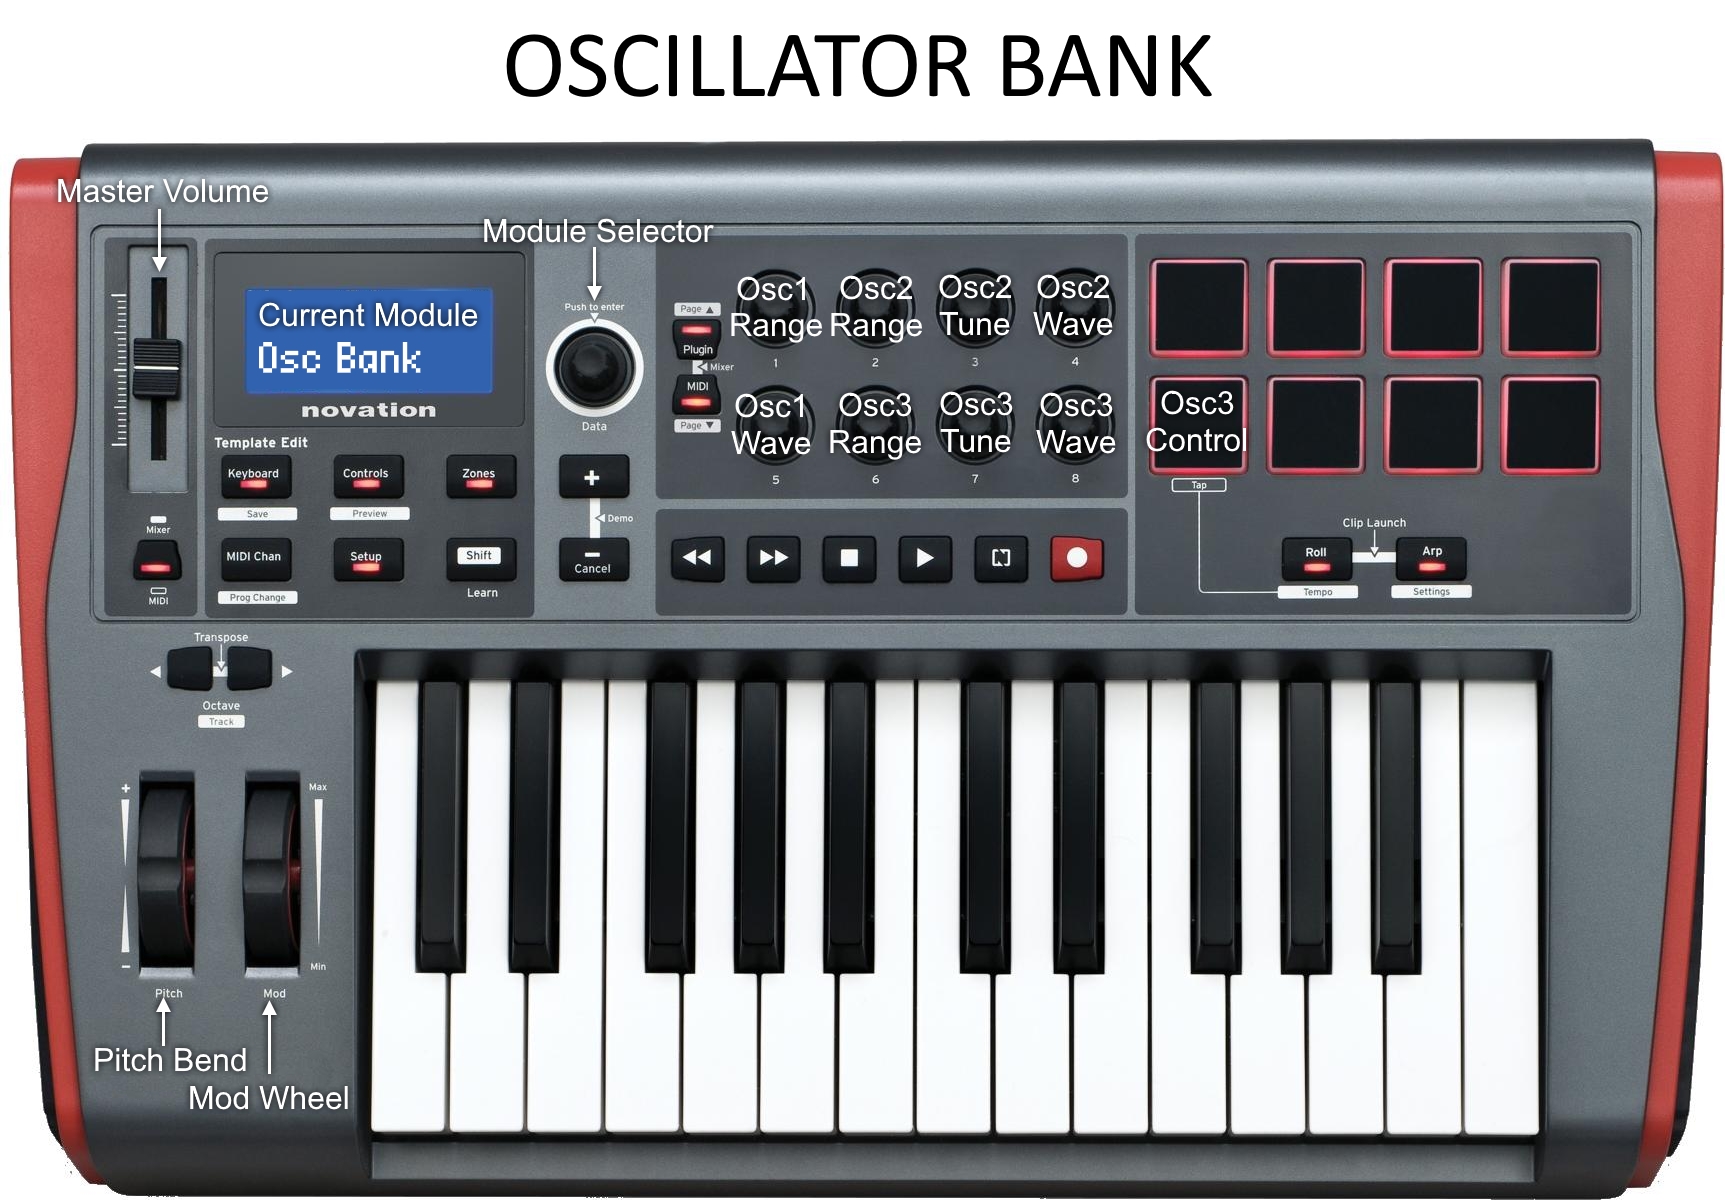 OSCILLATOR BANK
Master Volume
Module Selector
Push to enter
Current Module
Osc Bank
novation
Data
Page ▲
Plugin
Mixer
MIDI
Page ▼
Osc1
Range
1
Osc2
Range
2
Osc2
Tune
3
Osc2
Wave
4
Osc1
Wave
5
Osc3
Range
6
Osc3
Tune
7
Osc3
Wave
8
Osc3
Control
Tap
Template Edit
Keyboard
Save
Controls
Preview
Zones
MIDI Chan
Prog Change
Setup
Shift
Learn
+
Demo
−
Cancel
Mixer
MIDI
Clip Launch
Roll
Tempo
Arp
Settings
Transpose
Octave
Track
+
−
Pitch
Max
Min
Mod
Pitch Bend
Mod Wheel